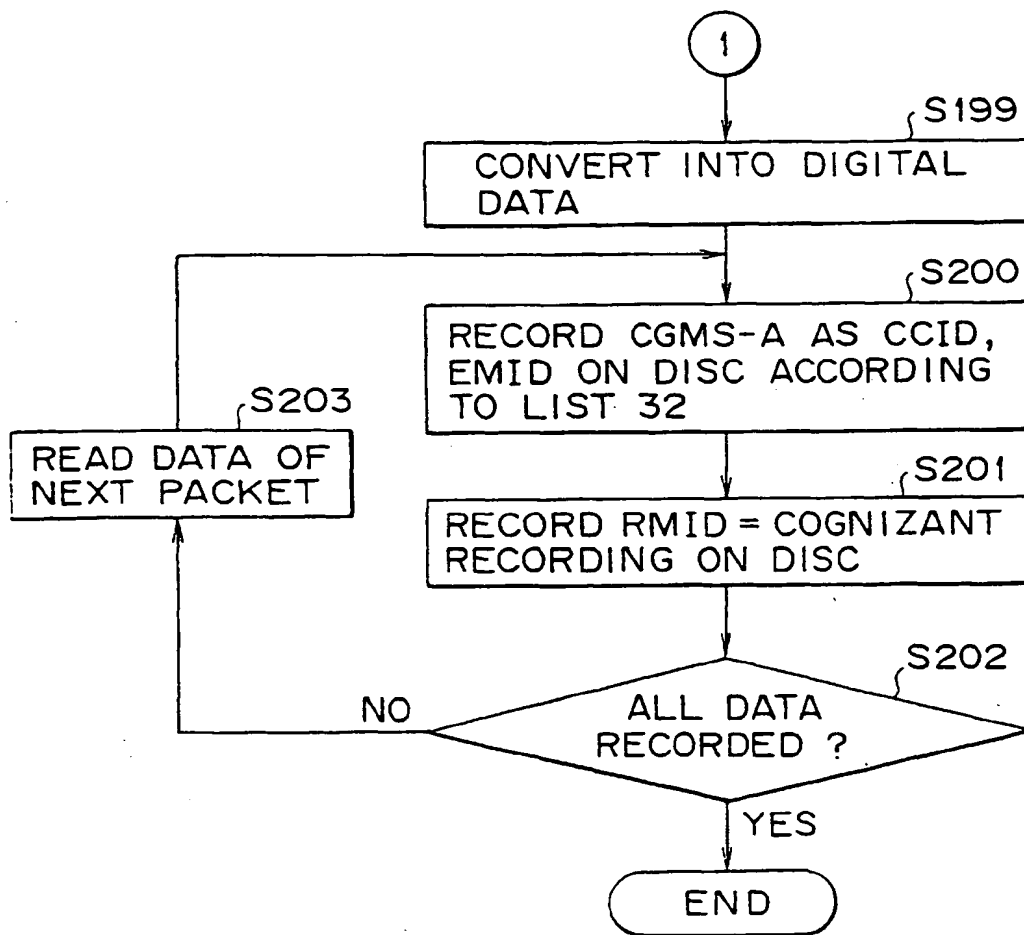 1
S199
CONVERT INTO DIGITAL
DATA
S200
RECORD CGMS-A AS CCID,
EMID ON DISC ACCORDING
TO LIST 32
S203
READ DATA OF
NEXT PACKET
S201
RECORD RMID = COGNIZANT
RECORDING ON DISC
S202
NO
ALL DATA
RECORDED ?
YES
END